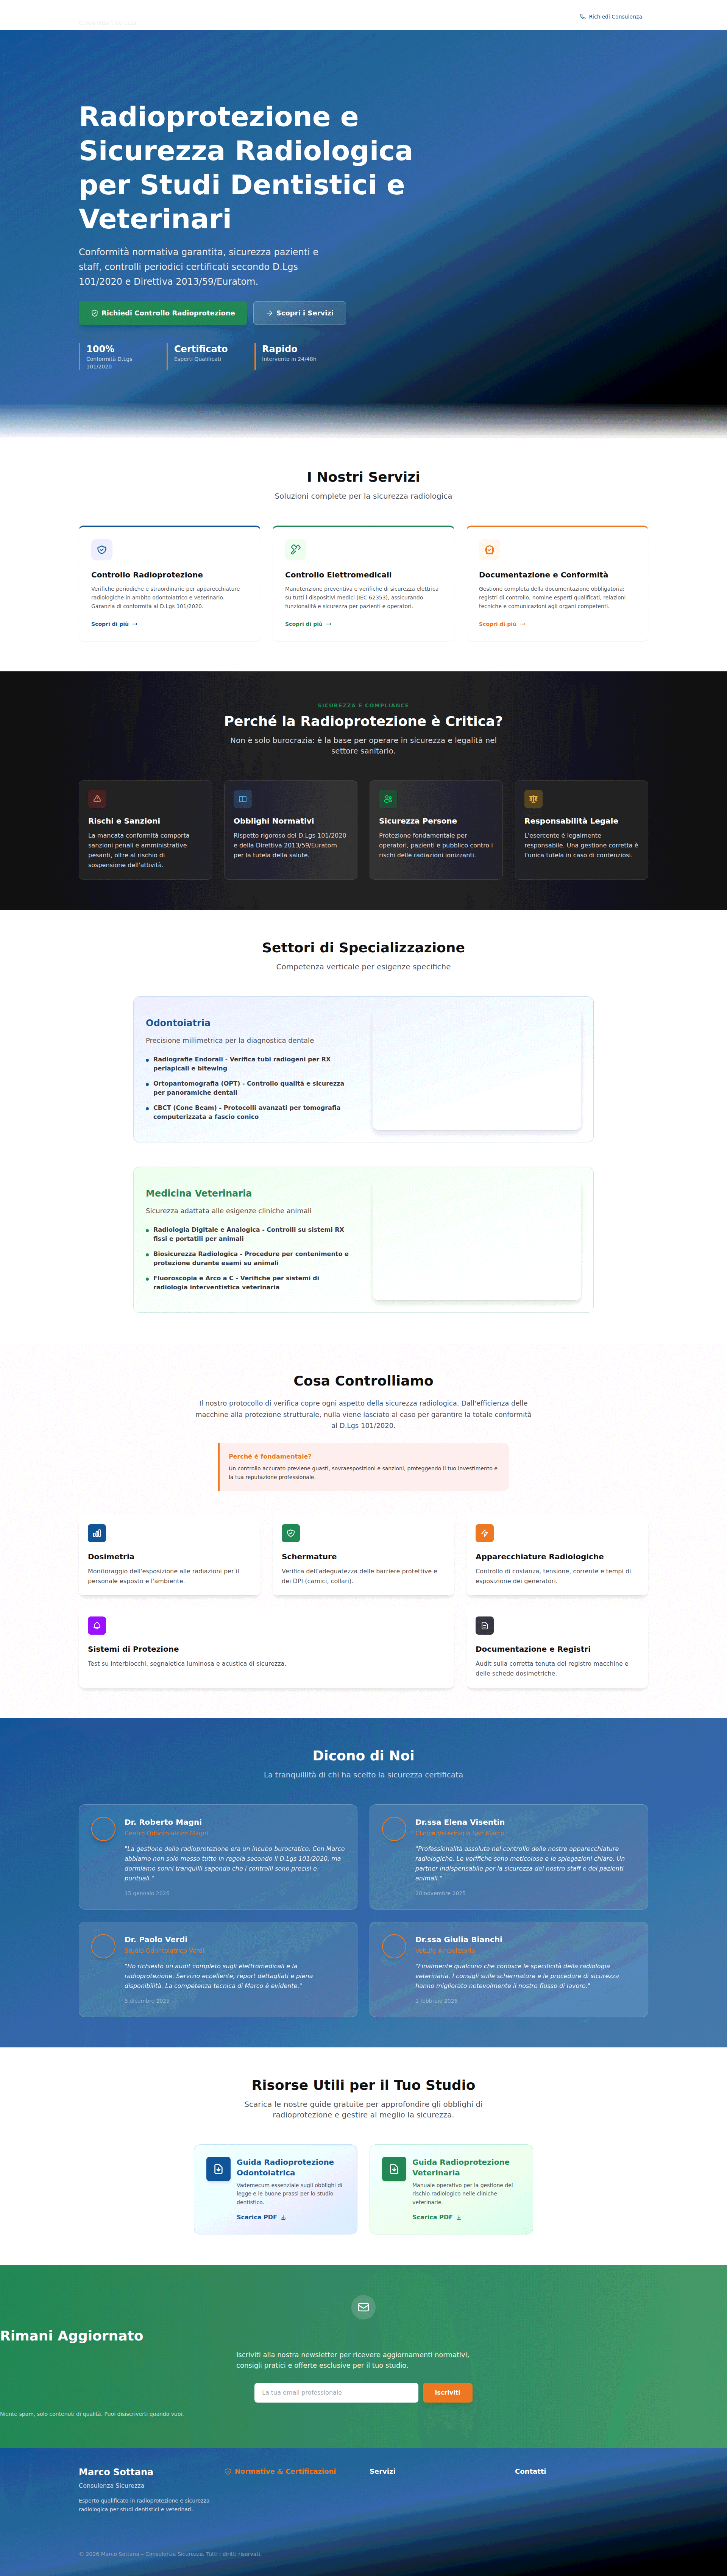 Richiedi Consulenza
Radioprotezione e
Sicurezza Radiologica
per Studi Dentistici e
Veterinari
Conformità normativa garantita, sicurezza pazienti e
staff, controlli periodici certificati secondo D.Lgs
101/2020 e Direttiva 2013/59/Euratom.
Richiedi Controllo Radioprotezione
Scopri i Servizi
100%
Conformità D.Lgs
101/2020
Certificato
Esperti Qualificati
Rapido
Intervento in 24/48h
I Nostri Servizi
Soluzioni complete per la sicurezza radiologica
Controllo Radioprotezione
Verifiche periodiche e straordinarie per apparecchiature
radiologiche in ambito odontoiatrico e veterinario.
Garanzia di conformità al D.Lgs 101/2020.
Scopri di più →
Controllo Elettromedicali
Manutenzione preventiva e verifiche di sicurezza elettrica
su tutti i dispositivi medici (IEC 62353), assicurando
funzionalità e sicurezza per pazienti e operatori.
Scopri di più →
Documentazione e Conformità
Gestione completa della documentazione obbligatoria:
registri di controllo, nomine esperti qualificati, relazioni
tecniche e comunicazioni agli organi competenti.
Scopri di più →
SICUREZZA E COMPLIANCE
Perché la Radioprotezione è Critica?
Non è solo burocrazia: è la base per operare in sicurezza e legalità nel
settore sanitario.
Rischi e Sanzioni
La mancata conformità comporta
sanzioni penali e amministrative
pesanti, oltre al rischio di
sospensione dell'attività.
Obblighi Normativi
Rispetto rigoroso del D.Lgs 101/2020
e della Direttiva 2013/59/Euratom
per la tutela della salute.
Sicurezza Persone
Protezione fondamentale per
operatori, pazienti e pubblico contro i
rischi delle radiazioni ionizzanti.
Responsabilità Legale
L'esercente è legalmente
responsabile. Una gestione corretta è
l'unica tutela in caso di contenziosi.
Settori di Specializzazione
Competenza verticale per esigenze specifiche
Odontoiatria
Precisione millimetrica per la diagnostica dentale
Radiografie Endorali - Verifica tubi radiogeni per RX
periapicali e bitewing
Ortopantomografia (OPT) - Controllo qualità e sicurezza
per panoramiche dentali
CBCT (Cone Beam) - Protocolli avanzati per tomografia
computerizzata a fascio conico
Medicina Veterinaria
Sicurezza adattata alle esigenze cliniche animali
Radiologia Digitale e Analogica - Controlli su sistemi RX
fissi e portatili per animali
Biosicurezza Radiologica - Procedure per contenimento e
protezione durante esami su animali
Fluoroscopia e Arco a C - Verifiche per sistemi di
radiologia interventistica veterinaria
Cosa Controlliamo
Il nostro protocollo di verifica copre ogni aspetto della sicurezza radiologica. Dall'efficienza delle
macchine alla protezione strutturale, nulla viene lasciato al caso per garantire la totale conformità
al D.Lgs 101/2020.
Perché è fondamentale?
Un controllo accurato previene guasti, sovraesposizioni e sanzioni, proteggendo il tuo investimento e
la tua reputazione professionale.
Dosimetria
Monitoraggio dell'esposizione alle radiazioni per il
personale esposto e l'ambiente.
Schermature
Verifica dell'adeguatezza delle barriere protettive e
dei DPI (camici, collari).
Apparecchiature Radiologiche
Controllo di costanza, tensione, corrente e tempi di
esposizione dei generatori.
Sistemi di Protezione
Test su interblocchi, segnaletica luminosa e acustica di sicurezza.
Documentazione e Registri
Audit sulla corretta tenuta del registro macchine e
delle schede dosimetriche.
Dicono di Noi
La tranquillità di chi ha scelto la sicurezza certificata
Dr. Roberto Magni
Centro Odontoiatrico Magni
"La gestione della radioprotezione era un incubo burocratico. Con Marco
abbiamo non solo messo tutto in regola secondo il D.Lgs 101/2020, ma
dormiamo sonni tranquilli sapendo che i controlli sono precisi e
puntuali."
15 gennaio 2026
Dr.ssa Elena Visentin
Clinica Veterinaria San Marco
"Professionalità assoluta nel controllo delle nostre apparecchiature
radiologiche. Le verifiche sono meticolose e le spiegazioni chiare. Un
partner indispensabile per la sicurezza del nostro staff e dei pazienti
animali."
20 novembre 2025
Dr. Paolo Verdi
Studio Odontoiatrico Verdi
"Ho richiesto un audit completo sugli elettromedicali e la
radioprotezione. Servizio eccellente, report dettagliati e piena
disponibilità. La competenza tecnica di Marco è evidente."
5 dicembre 2025
Dr.ssa Giulia Bianchi
VetLife Ambulatorio
"Finalmente qualcuno che conosce le specificità della radiologia
veterinaria. I consigli sulle schermature e le procedure di sicurezza
hanno migliorato notevolmente il nostro flusso di lavoro."
1 febbraio 2026
Risorse Utili per il Tuo Studio
Scarica le nostre guide gratuite per approfondire gli obblighi di
radioprotezione e gestire al meglio la sicurezza.
Guida Radioprotezione
Odontoiatrica
Vademecum essenziale sugli obblighi di
legge e le buone prassi per lo studio
dentistico.
Scarica PDF
Guida Radioprotezione
Veterinaria
Manuale operativo per la gestione del
rischio radiologico nelle cliniche
veterinarie.
Scarica PDF
Rimani Aggiornato
Iscriviti alla nostra newsletter per ricevere aggiornamenti normativi,
consigli pratici e offerte esclusive per il tuo studio.
La tua email professionale
Iscriviti
Niente spam, solo contenuti di qualità. Puoi disiscriverti quando vuoi.
Marco Sottana
Consulenza Sicurezza
Esperto qualificato in radioprotezione e sicurezza
radiologica per studi dentistici e veterinari.
Normative & Certificazioni
Servizi
Contatti
© 2026 Marco Sottana – Consulenza Sicurezza. Tutti i diritti riservati.